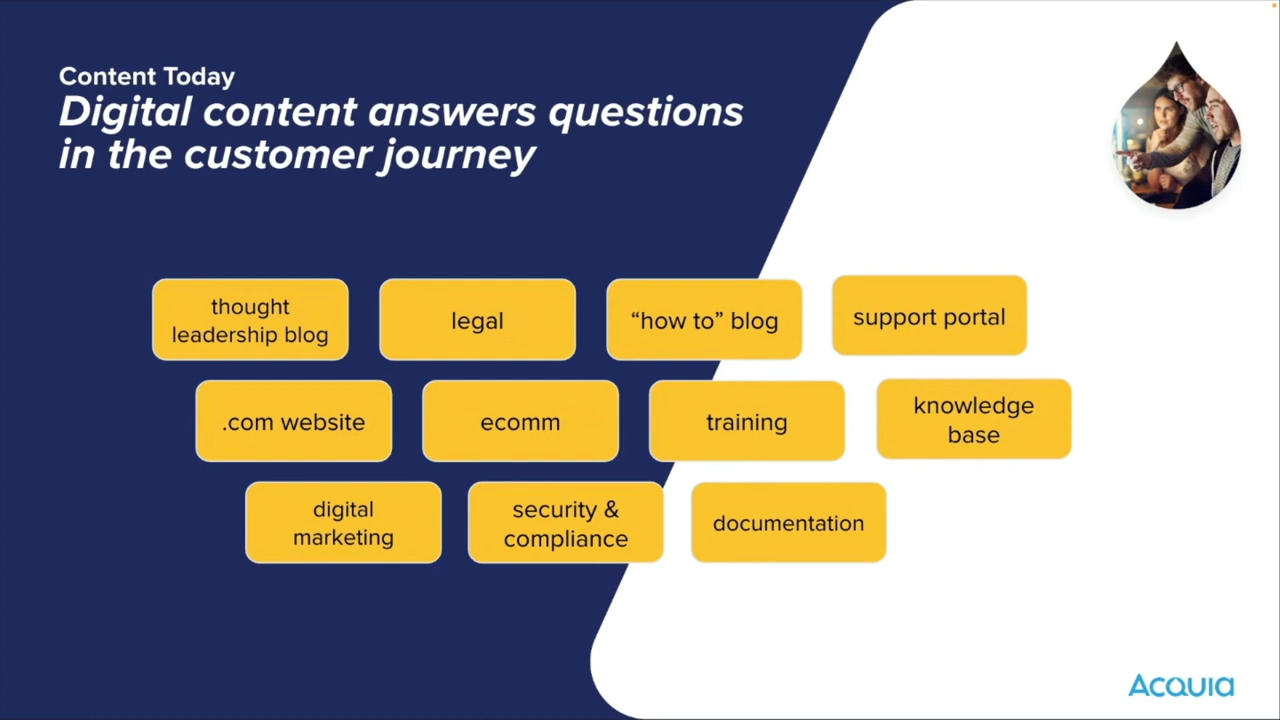 Content Today
Digital content answers questions
in the customer journey
thought
leadership blog
legal
“how to” blog
support portal
.com website
ecomm
training
knowledge
base
digital
marketing
security &
compliance
documentation
Acquia